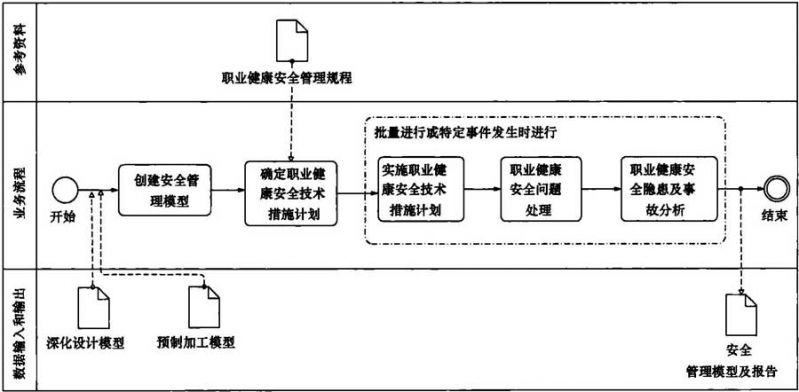 参考资料
职业健康安全管理规程
业务流程
批量进行或特定事件发生时进行
开始
创建安全管
理模型
确定职业健
康安全技术
措施计划
实施职业健
康安全技术
措施计划
职业健康
安全问题
处理
职业健康安
全隐患及事
故分析
结束
数据输入和输出
深化设计模型
预制加工模型
安全
管理模型及报告